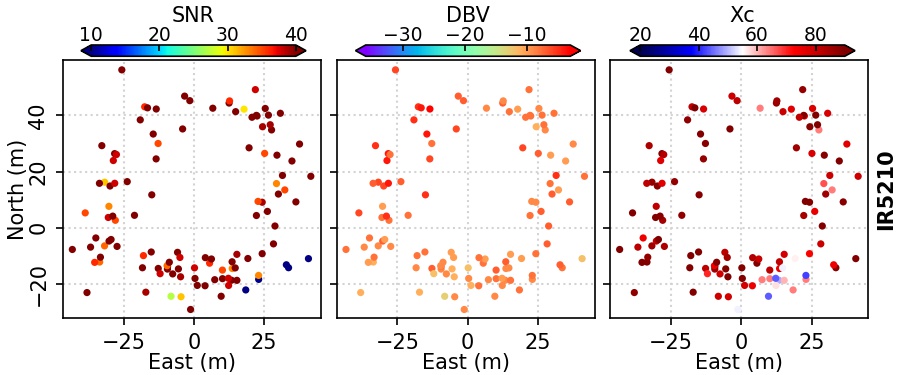 SNR DBV Xc
10 20 30 40 −30 −20 −10 20 40 60 80
40
20
0
−20
North (m)
IR5210
−25 0 25 −25 0 25 −25 0 25
East (m) East (m) East (m)